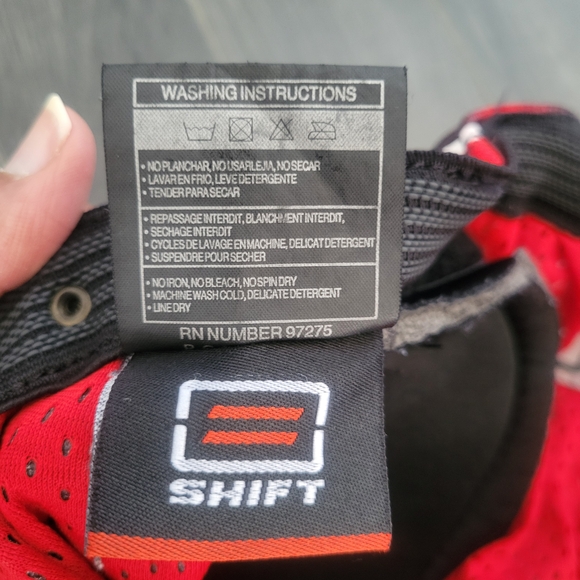 WASHING INSTRUCTIONS
• NO PLANCHAR, NO USAR LEJIA, NO SECAR
• LAVAR EN FRIO, LEVE DETERGENTE
• TENDER PARA SECAR
• REPASSAGE INTERDIT, BLANCHMENT INTERDIT,
• SECHAGE INTERDIT
• CYCLES DE LAVAGE EN MACHINE, DELICAT DETERGENT
• SUSPENDRE POUR SECHER
• NO IRON, NO BLEACH, NO SPIN DRY
• MACHINE WASH COLD, DELICATE DETERGENT
• LINE DRY
RN NUMBER 97275
SHIFT